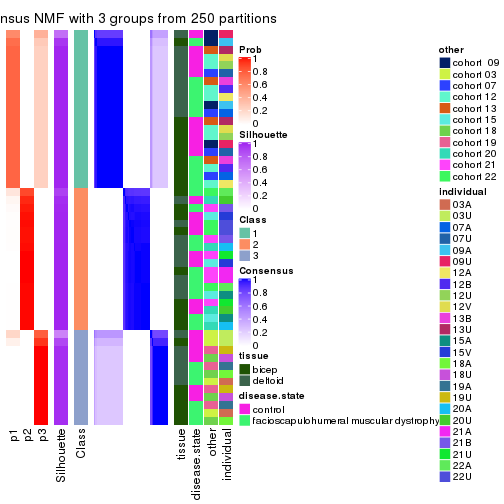 nsus NMF with 3 groups from 250 partitions
Prob
1
0.8
0.6
0.4
0.2
0
Silhouette
1
0.8
0.6
0.4
0.2
0
Class
1
2
3
Consensus
1
0.8
0.6
0.4
0.2
0
tissue
bicep
deltoid
disease.state
control
facioscapulohumeral muscular dystrophy
other
cohort  09
cohort 03
cohort 07
cohort 12
cohort 13
cohort 15
cohort 18
cohort 19
cohort 20
cohort 21
cohort 22
individual
03A
03U
07A
07U
09A
09U
12A
12B
12U
12V
13B
13U
15A
15V
18A
18U
19A
19U
20A
20U
21A
21B
21U
22A
22U
p1
p2
p3
Silhouette
Class
tissue
disease.state
other
individual